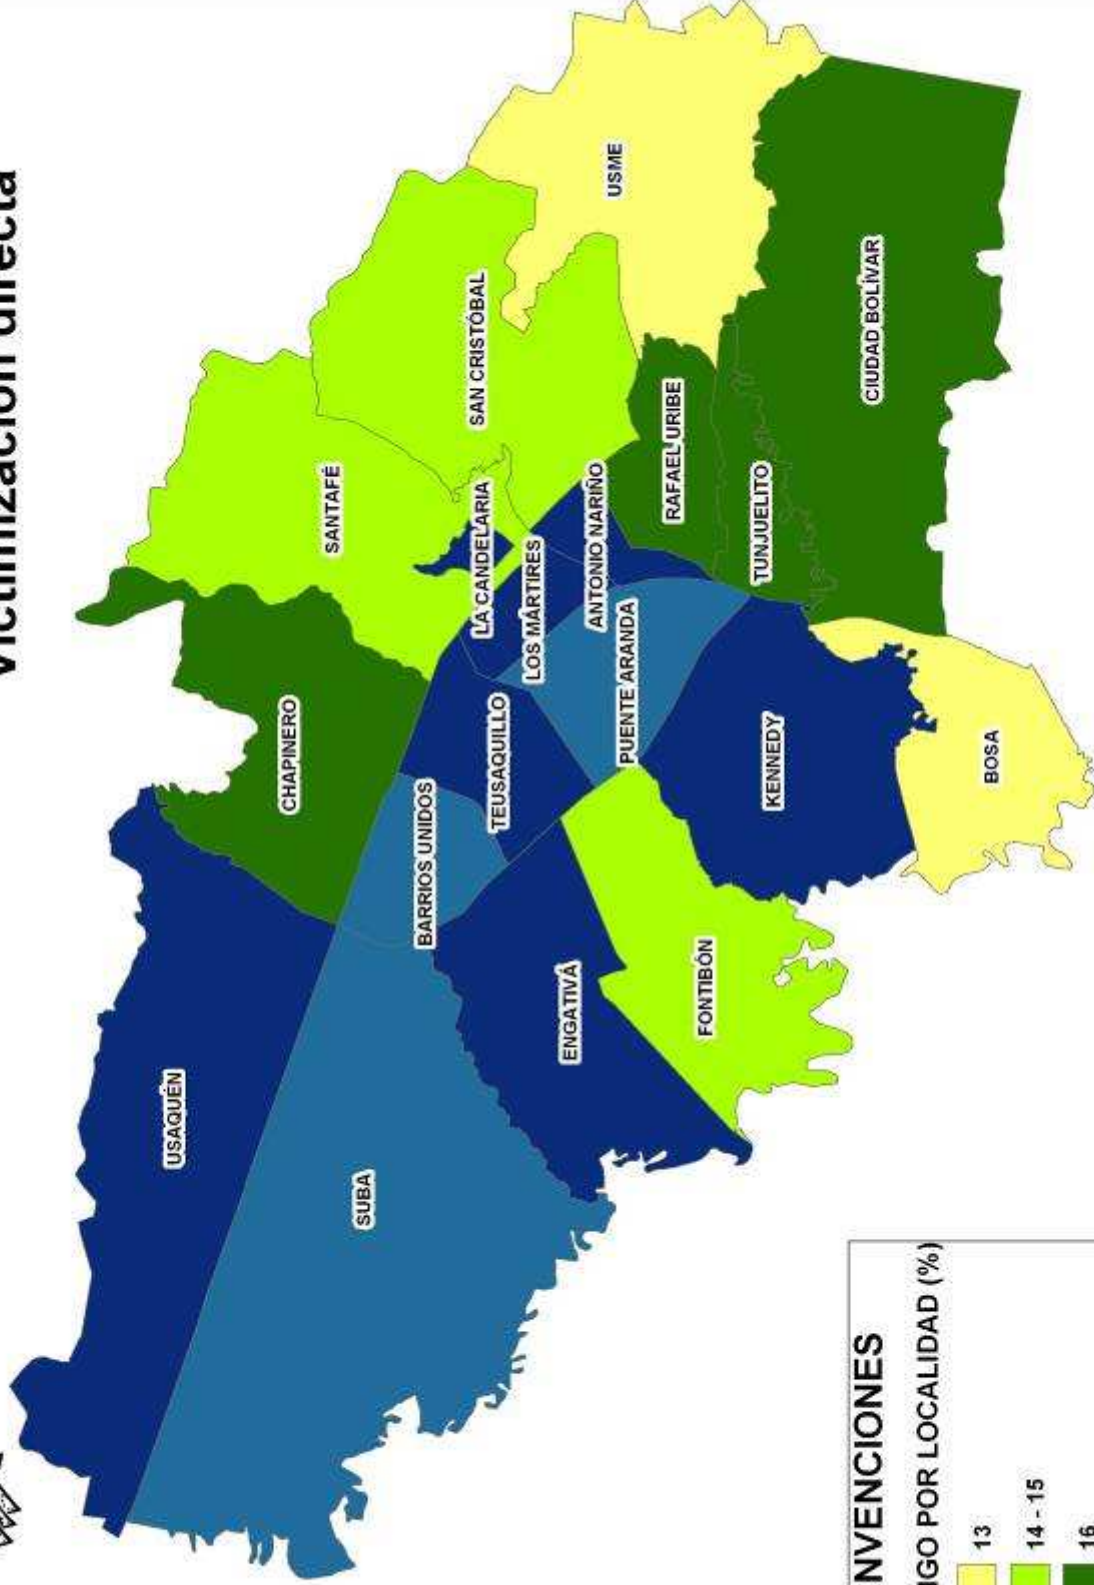 Victimización directa
USAQUÉN
CHAPINERO
SANTAFÉ
SUBA
BARRIOS UNIDOS
SAN CRISTÓBAL
LA CANDELARIA
TEUSAQUILLO
LOS MÁRTIRES
ENGATIVÁ
ANTONIO NARIÑO
USME
PUENTE ARANDA
RAFAEL URIBE
FONTIBÓN
TUNJUELITO
KENNEDY
CIUDAD BOLÍVAR
BOSA
NVENCIONES
IGO POR LOCALIDAD (%)
13
14 - 15
16